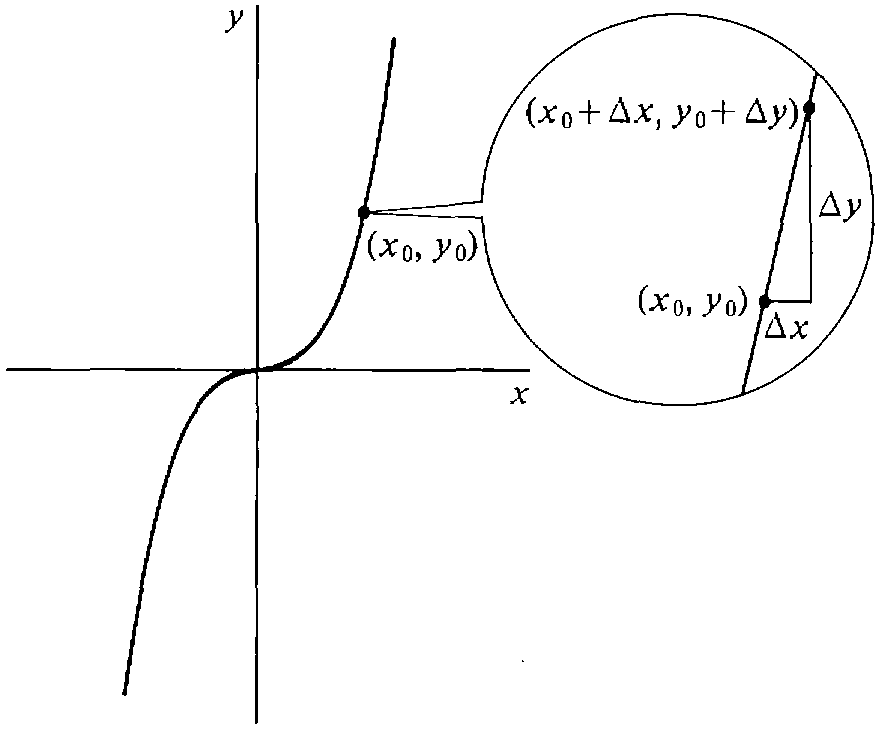 y
(x₀ + Δx, y₀ + Δy)
Δy
(x₀, y₀)
(x₀, y₀)
Δx
x